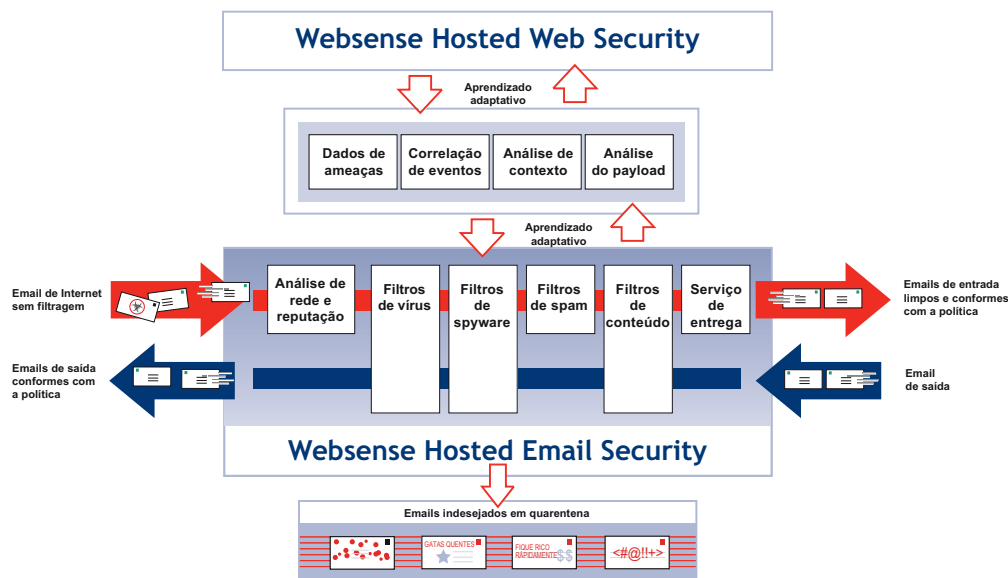 Websense Hosted Web Security
Aprendizado
adaptativo
Dados de
ameaças
Correlação
de eventos
Análise de
contexto
Análise
do payload
Aprendizado
adaptativo
Email de Internet
sem filtragem
Análise de
rede e
reputação
Filtros
de vírus
Filtros
de
spyware
Filtros
de spam
Filtros
de
conteúdo
Serviço
de
entrega
Emails de entrada
limpos e conformes
com a política
Emails de saída
conformes com
a política
Email
de saída
Websense Hosted Email Security
Emails indesejados em quarentena
GATAS QUENTES
FIQUE RICO
RÁPIDAMENTE
$$
<#@!!+>